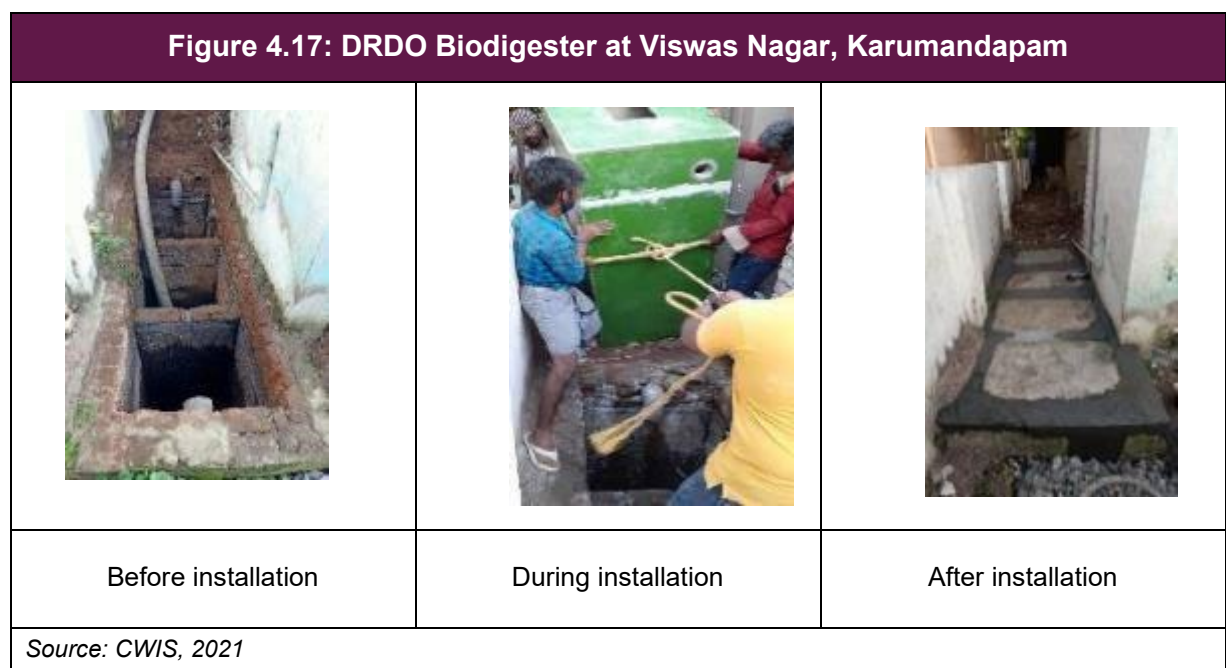 Figure 4.17: DRDO Biodigester at Viswas Nagar, Karumandapam
Before installation
During installation
After installation
Source: CWIS, 2021